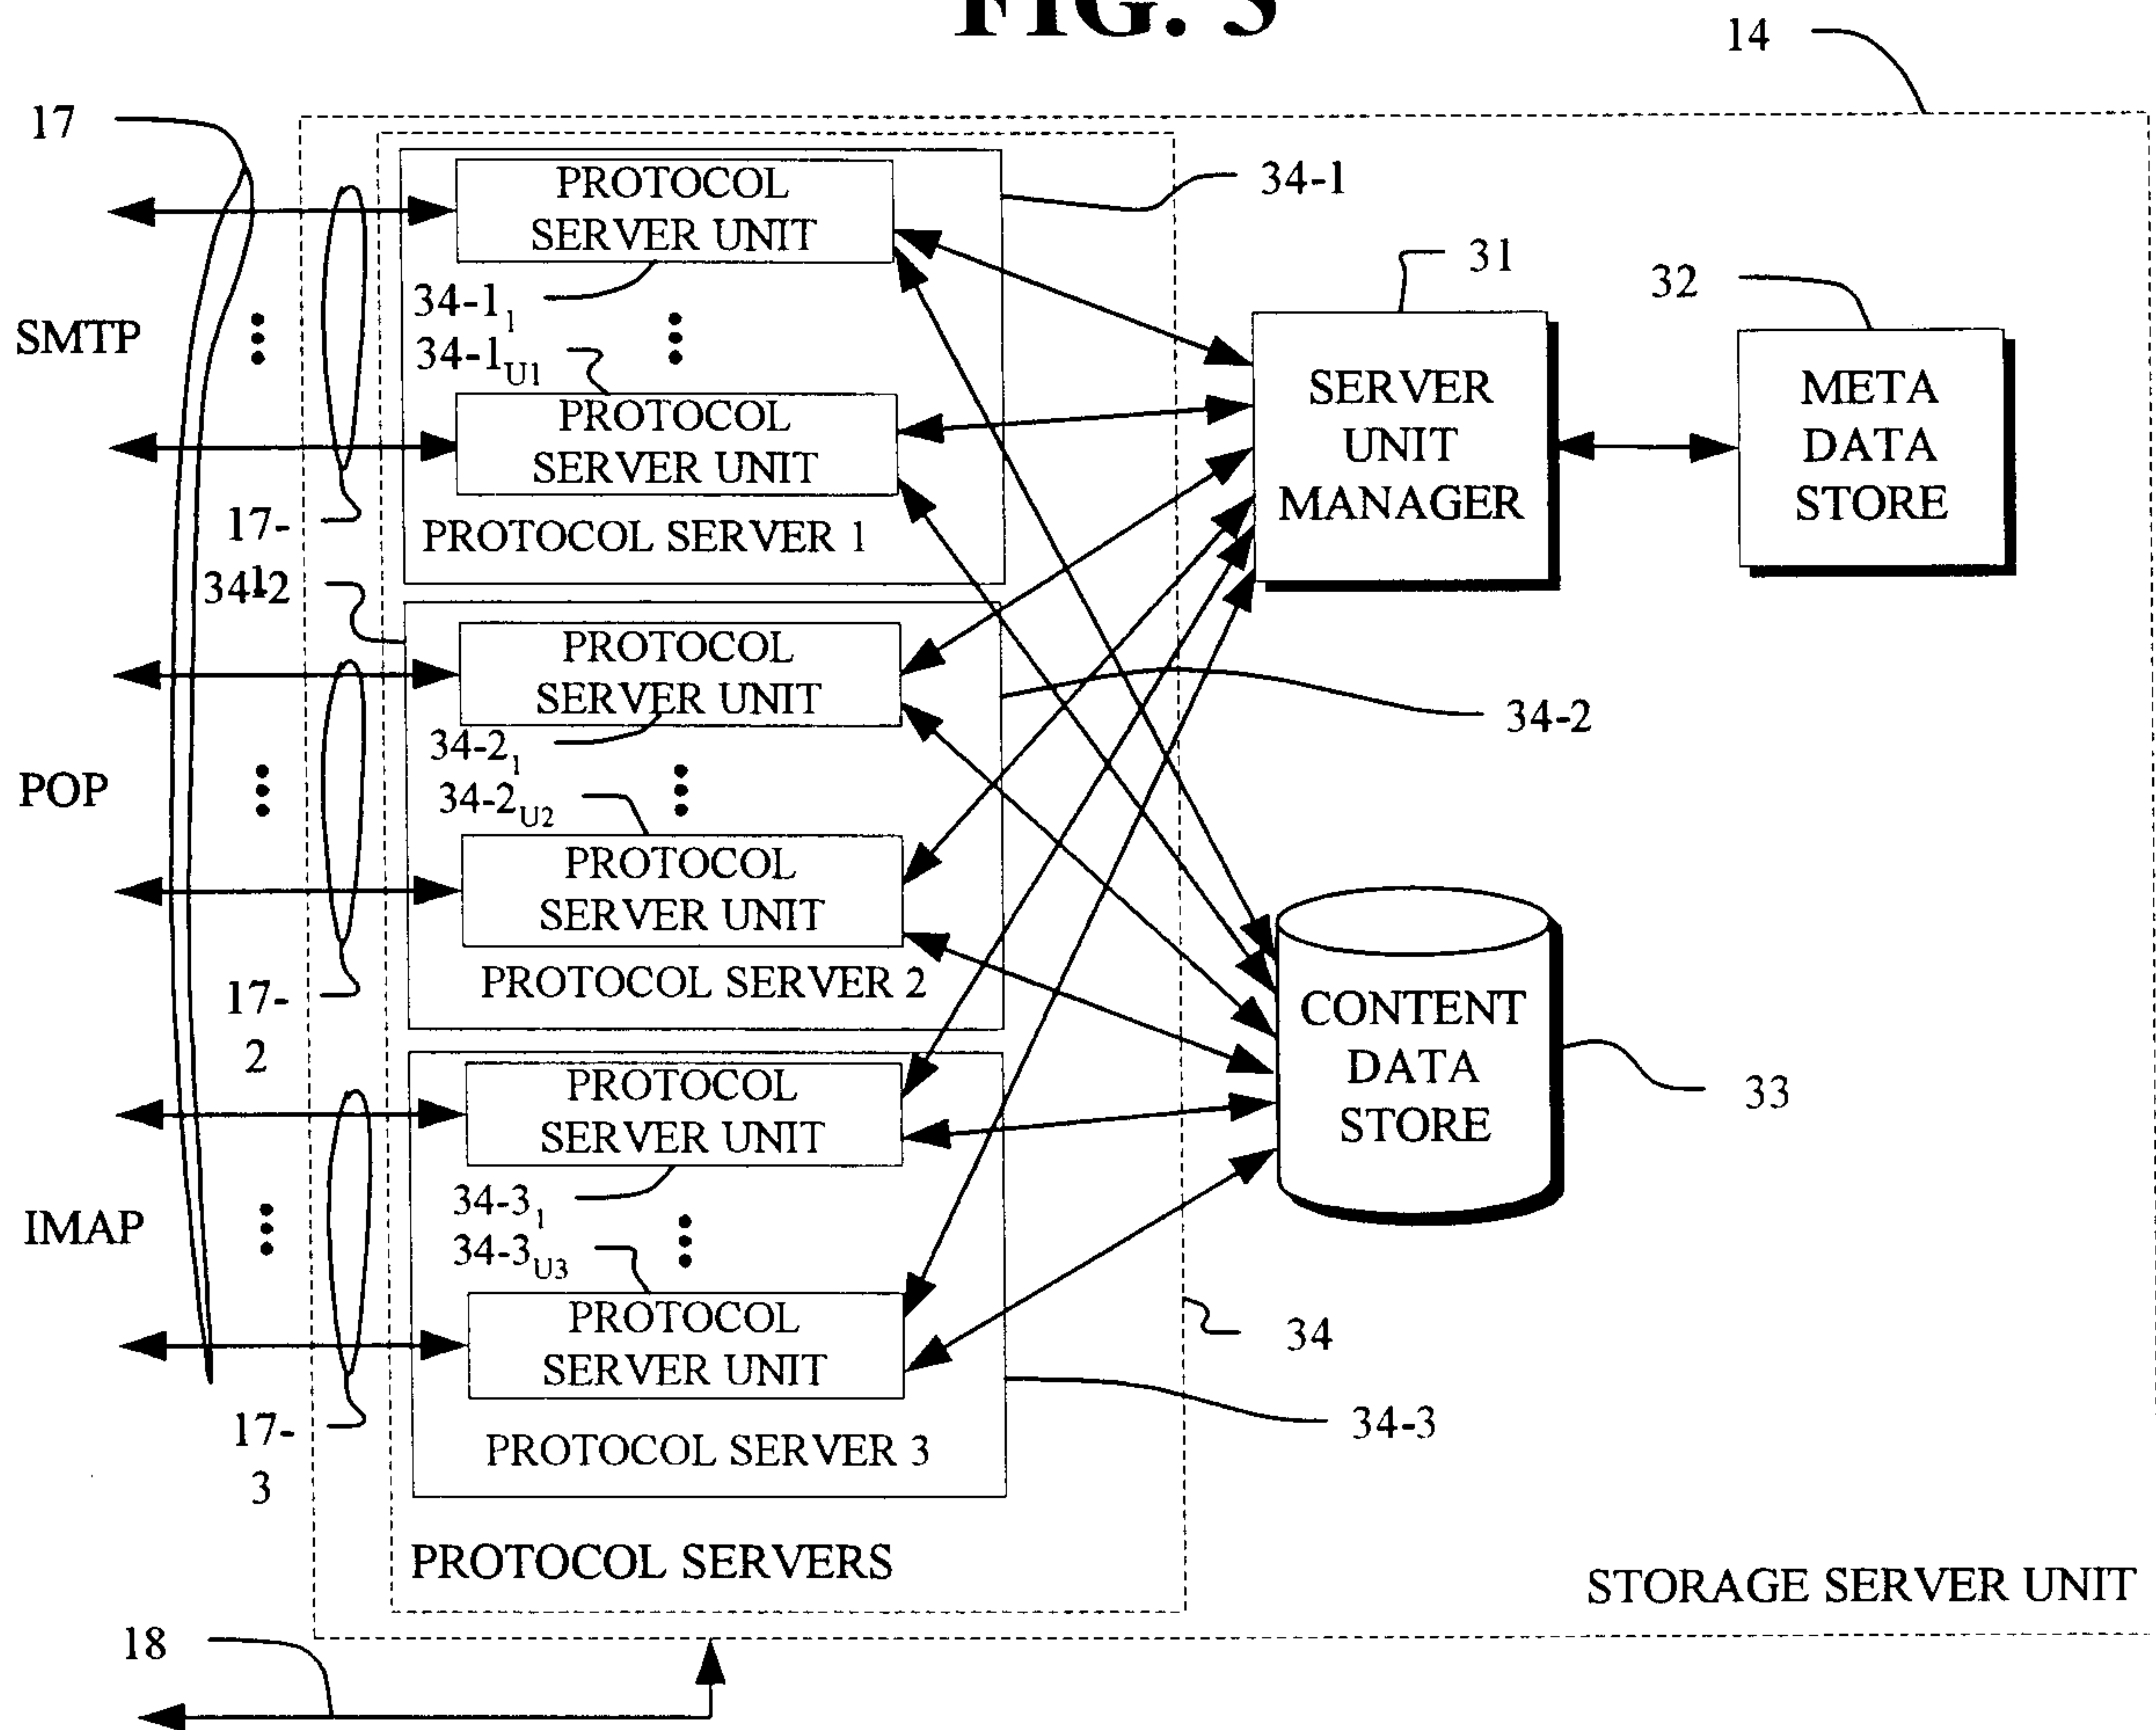 FIG. 3
14
17
PROTOCOL
SERVER UNIT
34-1
34-1₁
31
32
SMTP
34-1U1
SERVER
UNIT
MANAGER
META
DATA
STORE
PROTOCOL
SERVER UNIT
17-
1
PROTOCOL SERVER 1
34-2
PROTOCOL
SERVER UNIT
34-2
34-2₁
POP
34-2U2
PROTOCOL
SERVER UNIT
PROTOCOL SERVER 2
17-
2
CONTENT
DATA
STORE
33
PROTOCOL
SERVER UNIT
34-3₁
IMAP
34-3U3
PROTOCOL
SERVER UNIT
34
17-
3
34-3
PROTOCOL SERVER 3
PROTOCOL SERVERS
STORAGE SERVER UNIT
18